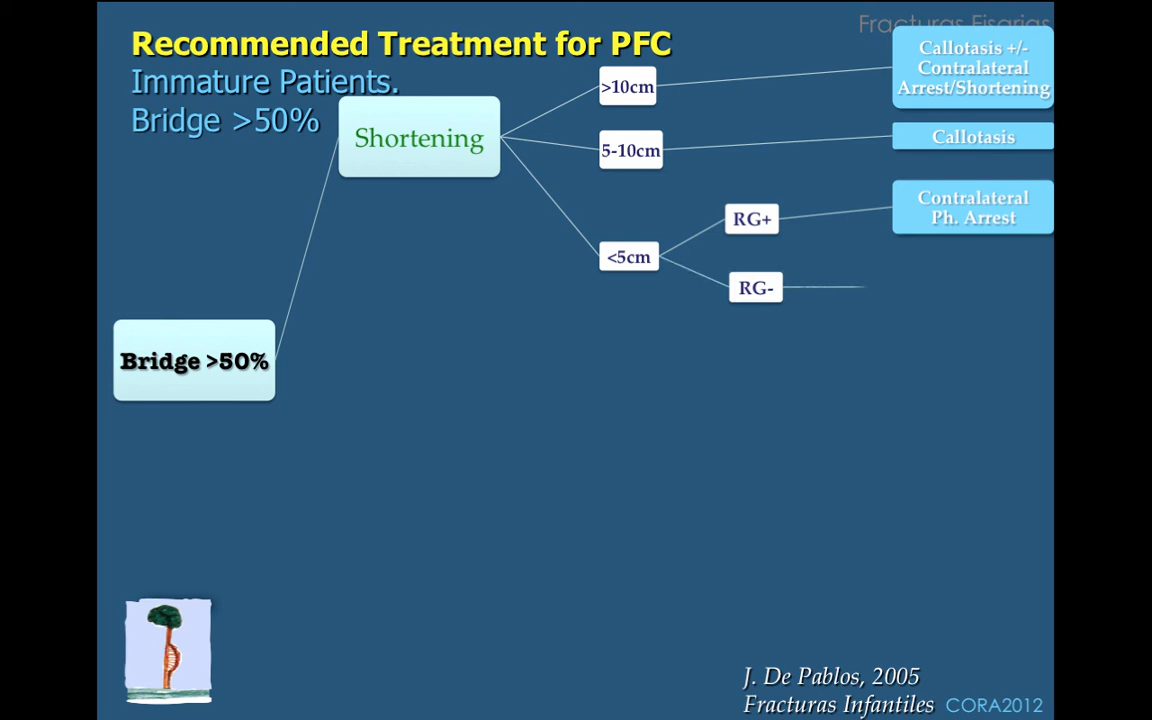 Fracturas Fisarias
Recommended Treatment for PFC
Immature Patients.
Bridge >50%
Shortening
>10cm
Callotasis +/-
Contralateral
Arrest/Shortening
5-10cm
Callotasis
<5cm
RG+
Contralateral
Ph. Arrest
RG-
Bridge >50%
J. De Pablos, 2005
Fracturas Infantiles
CORA2012